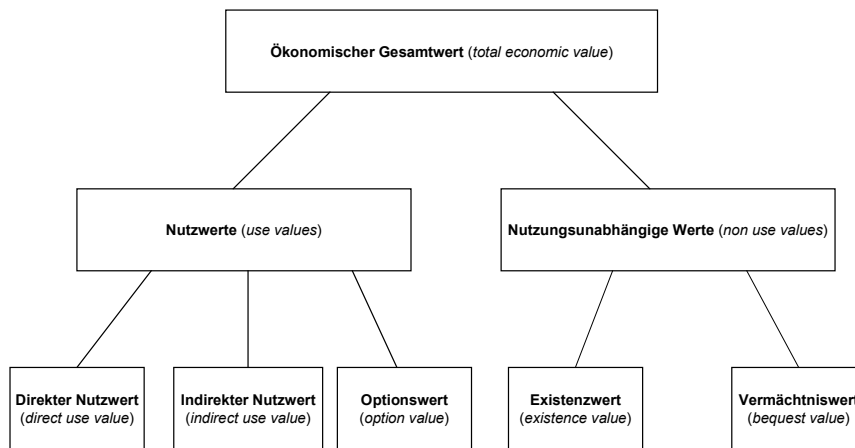 Ökonomischer Gesamtwert (total economic value)
Nutzwerte (use values)
Nutzungsunabhängige Werte (non use values)
Direkter Nutzwert
(direct use value)
Indirekter Nutzwert
(indirect use value)
Optionswert
(option value)
Existenzwert
(existence value)
Vermächtniswert
(bequest value)